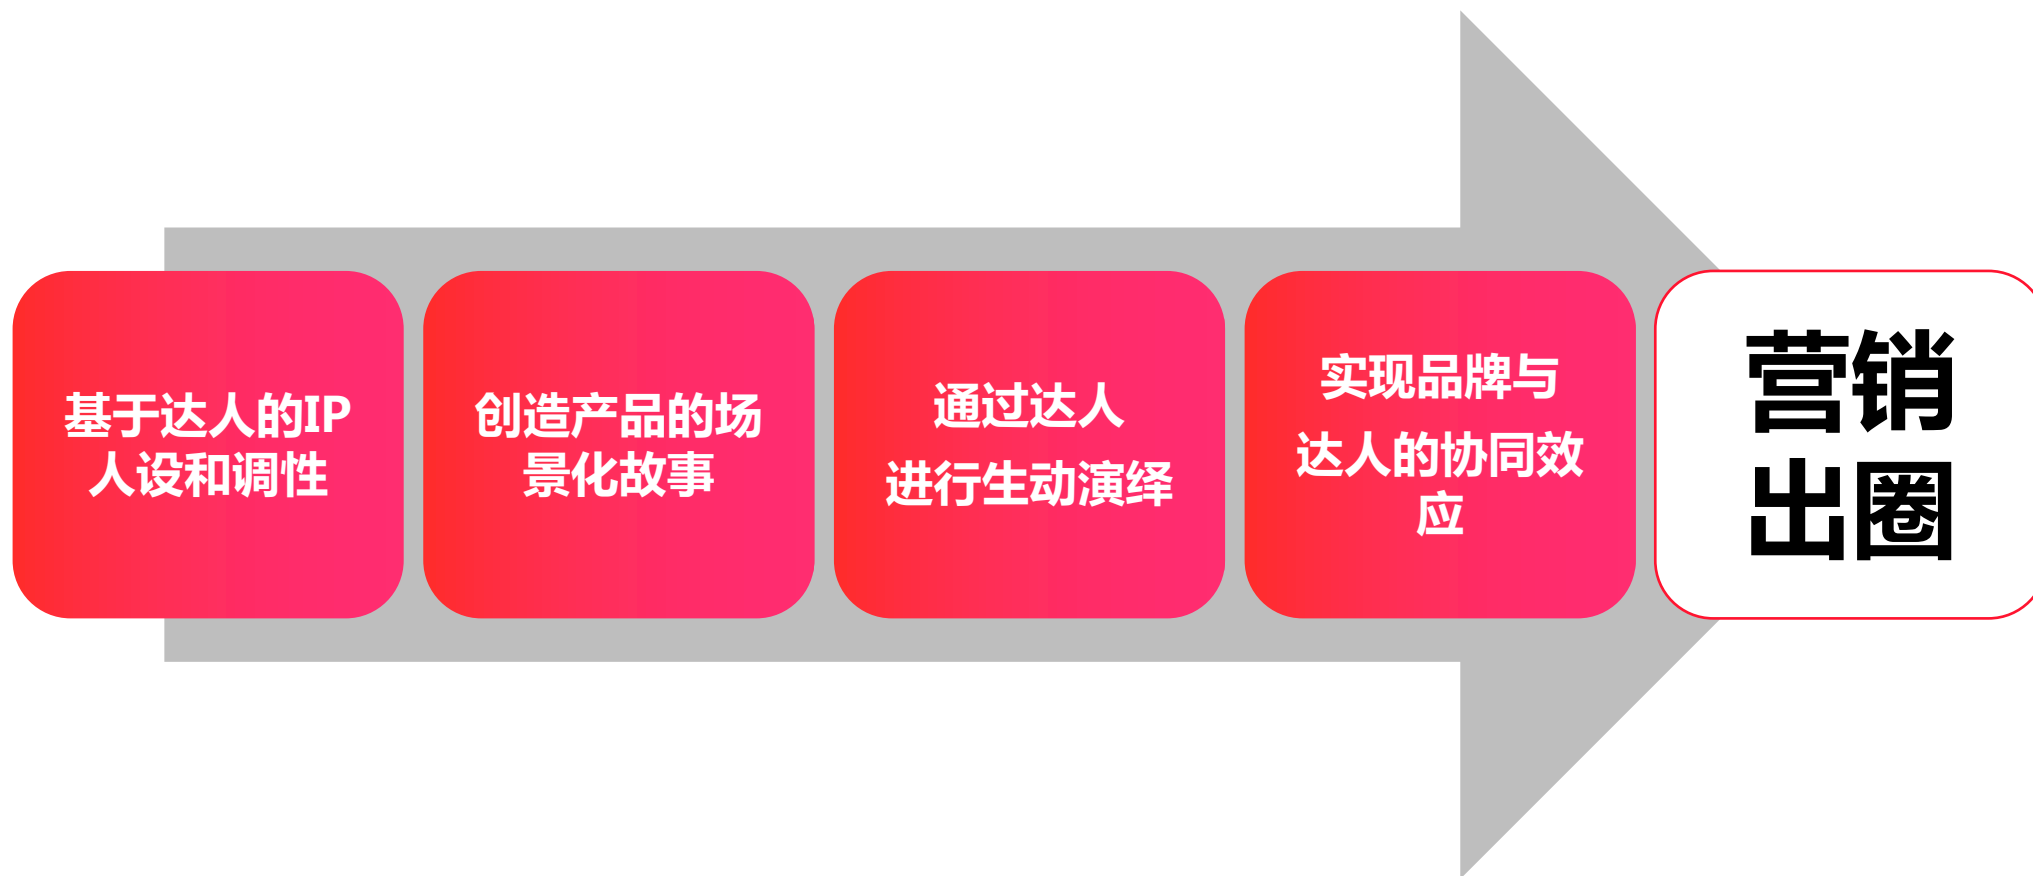 基于达人的IP
人设和调性
创造产品的场
景化故事
通过达人
进行生动演绎
实现品牌与
达人的协同效
应
营销
出圈